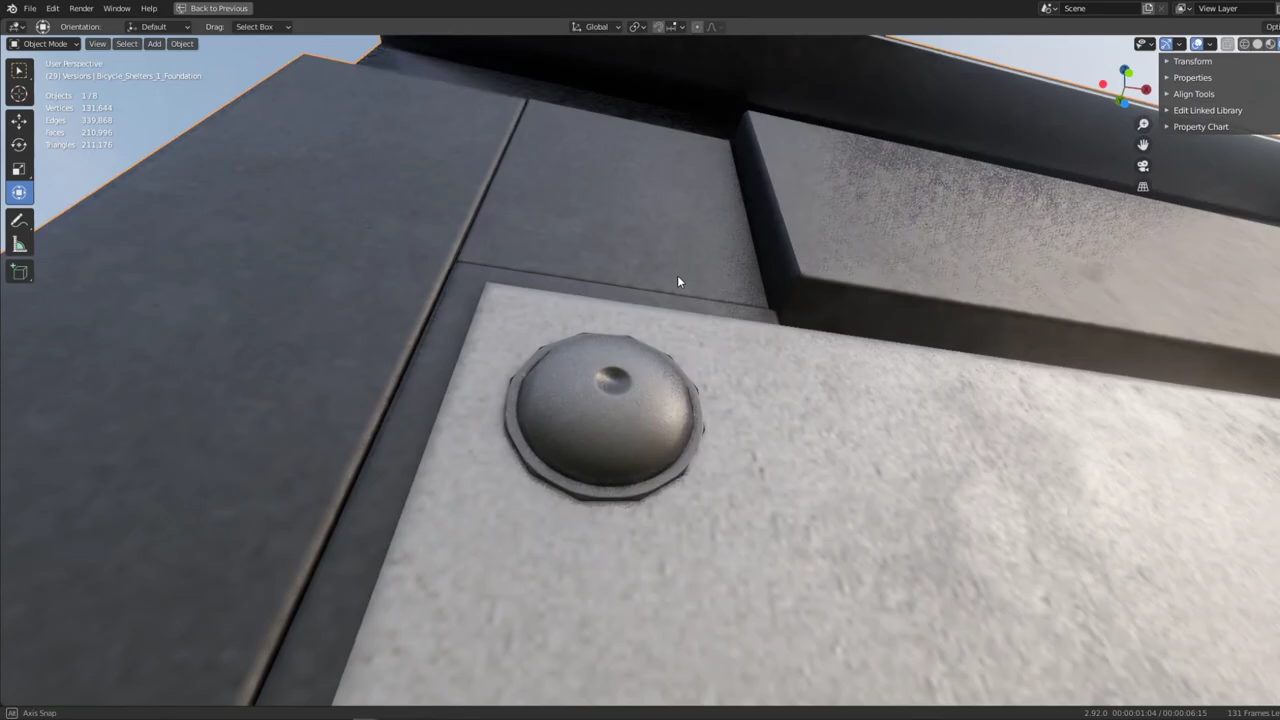 File Edit Render Window Help Back to Previous Scene View Layer
Orientation: Default Drag: Select Box Global Opti
Object Mode View Select Add Object
User Perspective
(29) Versions | Bicycle_Shelters_1_Foundation
Objects 1 / 8
Vertices 131,644
Edges 339,868
Faces 210,996
Triangles 211,176
Transform
Properties
Align Tools
Edit Linked Library
Property Chart
Alt Axis Snap 2.92.0 00:00:01:04 / 00:00:06:15 131 Frames Le